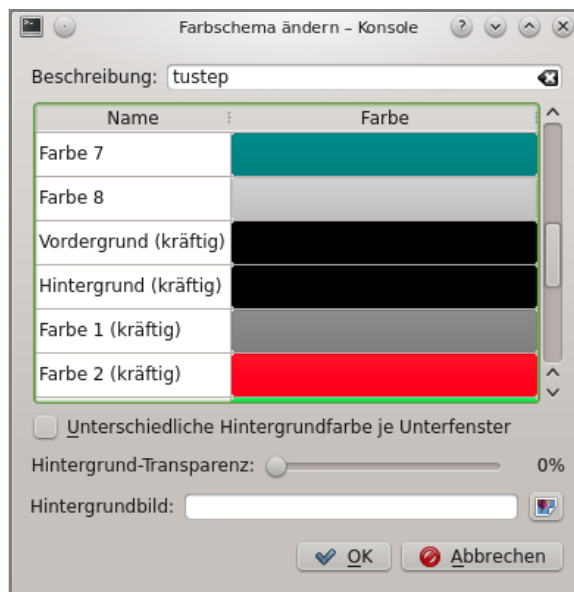 Farbschema ändern – Konsole
Beschreibung: tustep
Name Farbe
Farbe 7
Farbe 8
Vordergrund (kräftig)
Hintergrund (kräftig)
Farbe 1 (kräftig)
Farbe 2 (kräftig)
Unterschiedliche Hintergrundfarbe je Unterfenster
Hintergrund-Transparenz: 0%
Hintergrundbild:
OK Abbrechen